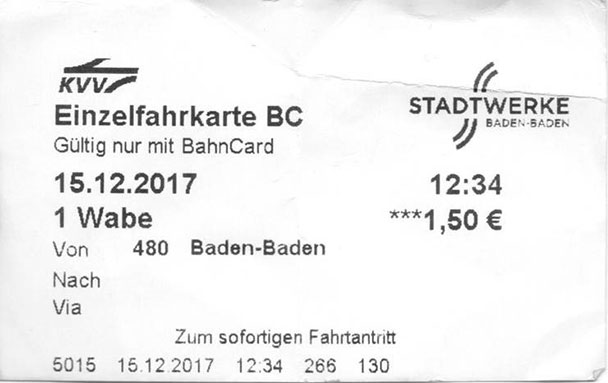 KVV
STADTWERKE
BADEN-BADEN
Einzelfahrkarte BC
Gültig nur mit BahnCard
15.12.2017 12:34
1 Wabe ***1,50 €
Von 480 Baden-Baden
Nach
Via
Zum sofortigen Fahrtantritt
5015 15.12.2017 12:34 266 130